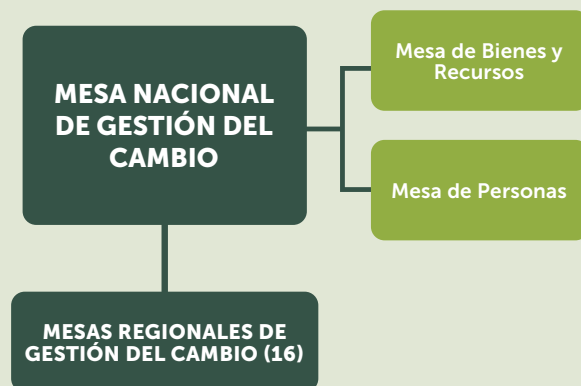 MESA NACIONAL
DE GESTIÓN DEL
CAMBIO
Mesa de Bienes y
Recursos
Mesa de Personas
MESAS REGIONALES DE
GESTIÓN DEL CAMBIO (16)